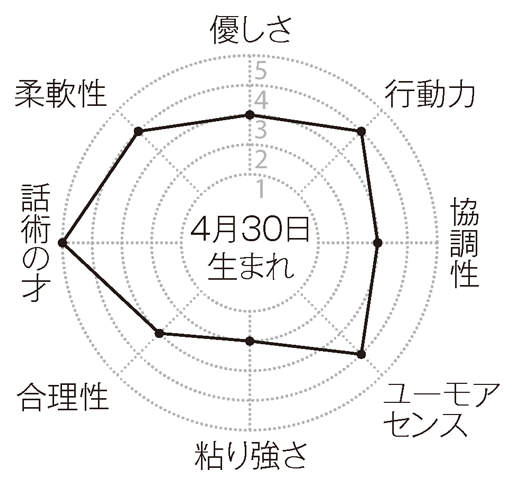 優しさ
行動力
協調性
ユーモア
センス
粘り強さ
合理性
話術の才
柔軟性
5
4
3
2
1
4月30日
生まれ